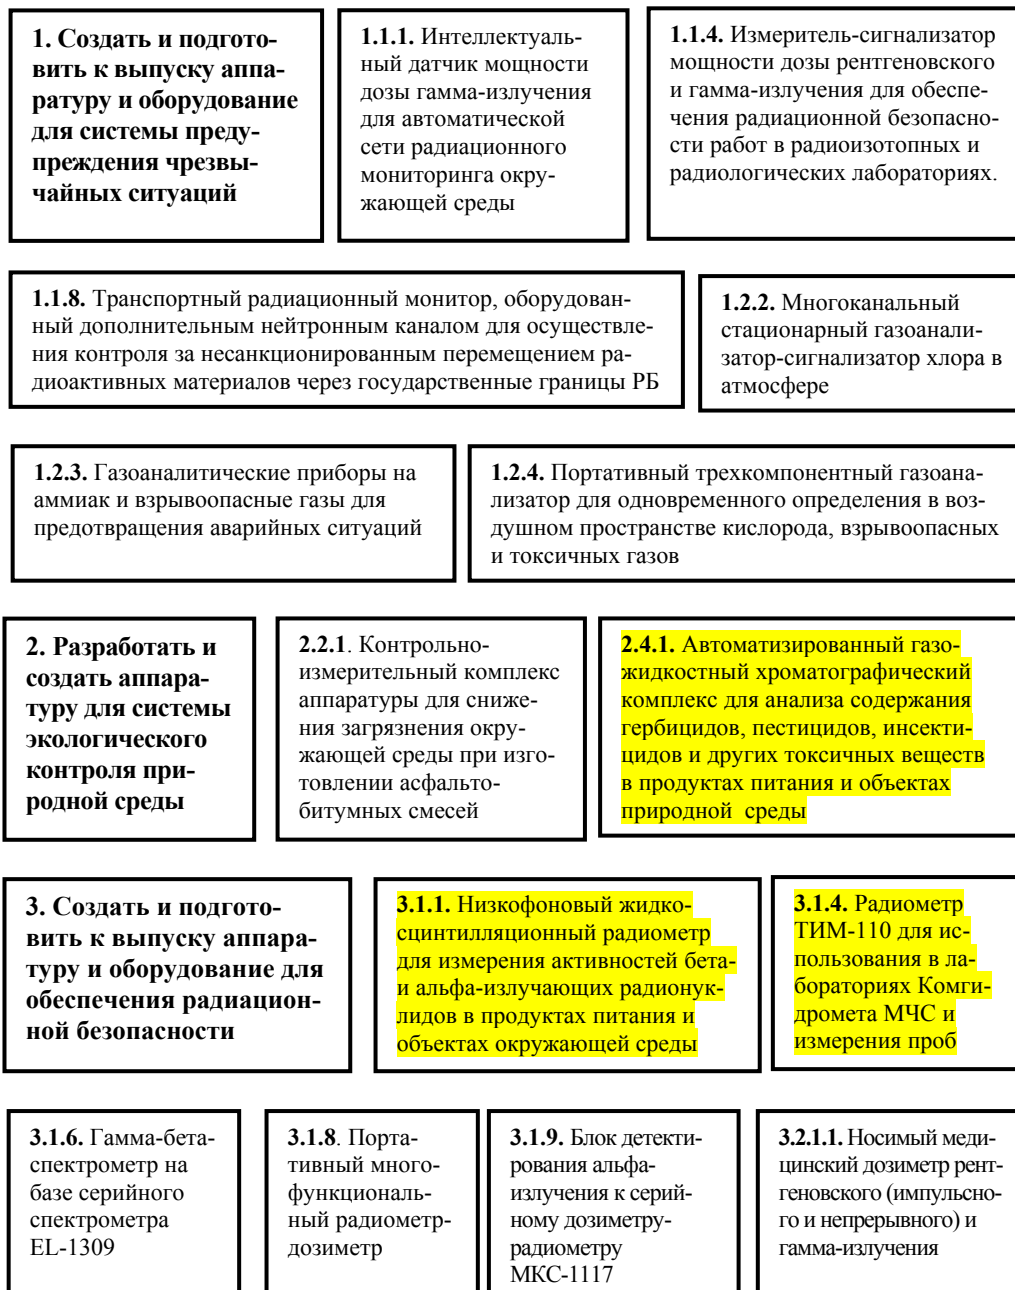 1. Создать и подгото-
вить к выпуску аппа-
ратуру и оборудование
для системы преду-
преждения чрезвы-
чайных ситуаций
1.1.1. Интеллектуаль-
ный датчик мощности
дозы гамма-излучения
для автоматической
сети радиационного
мониторинга окру-
жающей среды
1.1.4. Измеритель-сигнализатор
мощности дозы рентгеновского
и гамма-излучения для обеспе-
чения радиационной безопасно-
сти работ в радиоизотопных и
радиологических лабораториях.
1.1.8. Транспортный радиационный монитор, оборудован-
ный дополнительным нейтронным каналом для осуществле-
ния контроля за несанкционированным перемещением ра-
диоактивных материалов через государственные границы РБ
1.2.2. Многоканальный
стационарный газоанали-
затор-сигнализатор хлора в
атмосфере
1.2.3. Газоаналитические приборы на
аммиак и взрывоопасные газы для
предотвращения аварийных ситуаций
1.2.4. Портативный трехкомпонентный газоана-
лизатор для одновременного определения в воз-
душном пространстве кислорода, взрывоопасных
и токсичных газов
2. Разработать и
создать аппара-
туру для системы
экологического
контроля при-
родной среды
2.2.1. Контрольно-
измерительный комплекс
аппаратуры для сниже-
ния загрязнения окру-
жающей среды при изго-
товлении асфальто-
битумных смесей
2.4.1. Автоматизированный газо-
жидкостный хроматографический
комплекс для анализа содержания
гербицидов, пестицидов, инсекти-
цидов и других токсичных веществ
в продуктах питания и объектах
природной среды
3. Создать и подгото-
вить к выпуску аппара-
туру и оборудование для
обеспечения радиацион-
ной безопасности
3.1.1. Низкофоновый жидко-
сцинтилляционный радиометр
для измерения активностей бета-
и альфа-излучающих радионук-
лидов в продуктах питания и
объектах окружающей среды
3.1.4. Радиометр
ТИМ-110 для ис-
пользования в ла-
бораториях Комги-
дромета МЧС и
измерения проб
3.1.6. Гамма-бета-
спектрометр на
базе серийного
спектрометра
EL-1309
3.1.8. Порта-
тивный много-
функциональ-
ный радиометр-
дозиметр
3.1.9. Блок детекти-
рования альфа-
излучения к серий-
ному дозиметру-
радиометру
МКС-1117
3.2.1.1. Носимый меди-
цинский дозиметр рент-
геновского (импульсно-
го и непрерывного) и
гамма-излучения